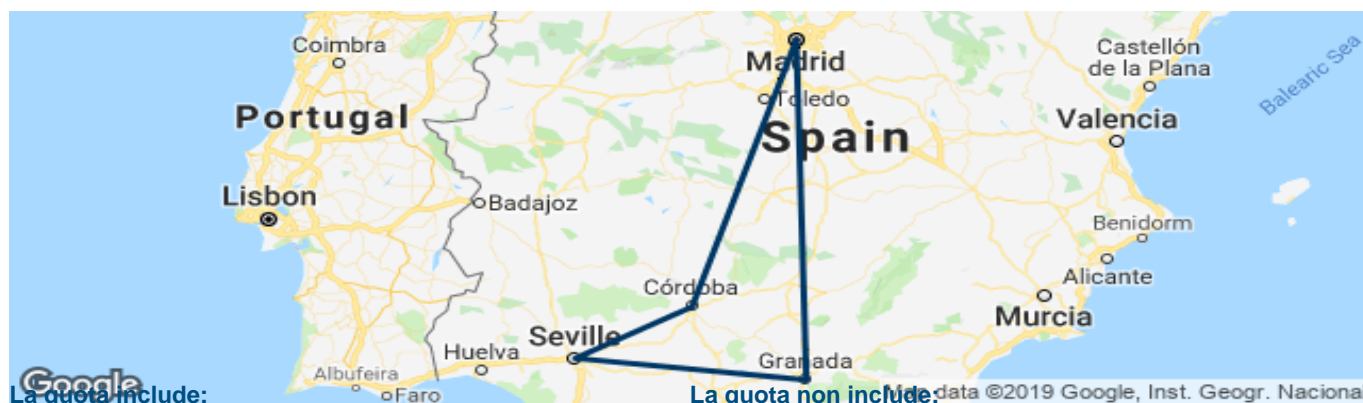 Coimbra
Madrid
Castellón
de la Plana
Balearic Sea
Toledo
Portugal
Spain
Valencia
Lisbon
Badajoz
Benidorm
Alicante
Córdoba
Murcia
Seville
Huelva
Granada
Albufeira
Faro
Google
La quota include:
La quota non include:
Map data ©2019 Google, Inst. Geogr. Nacional